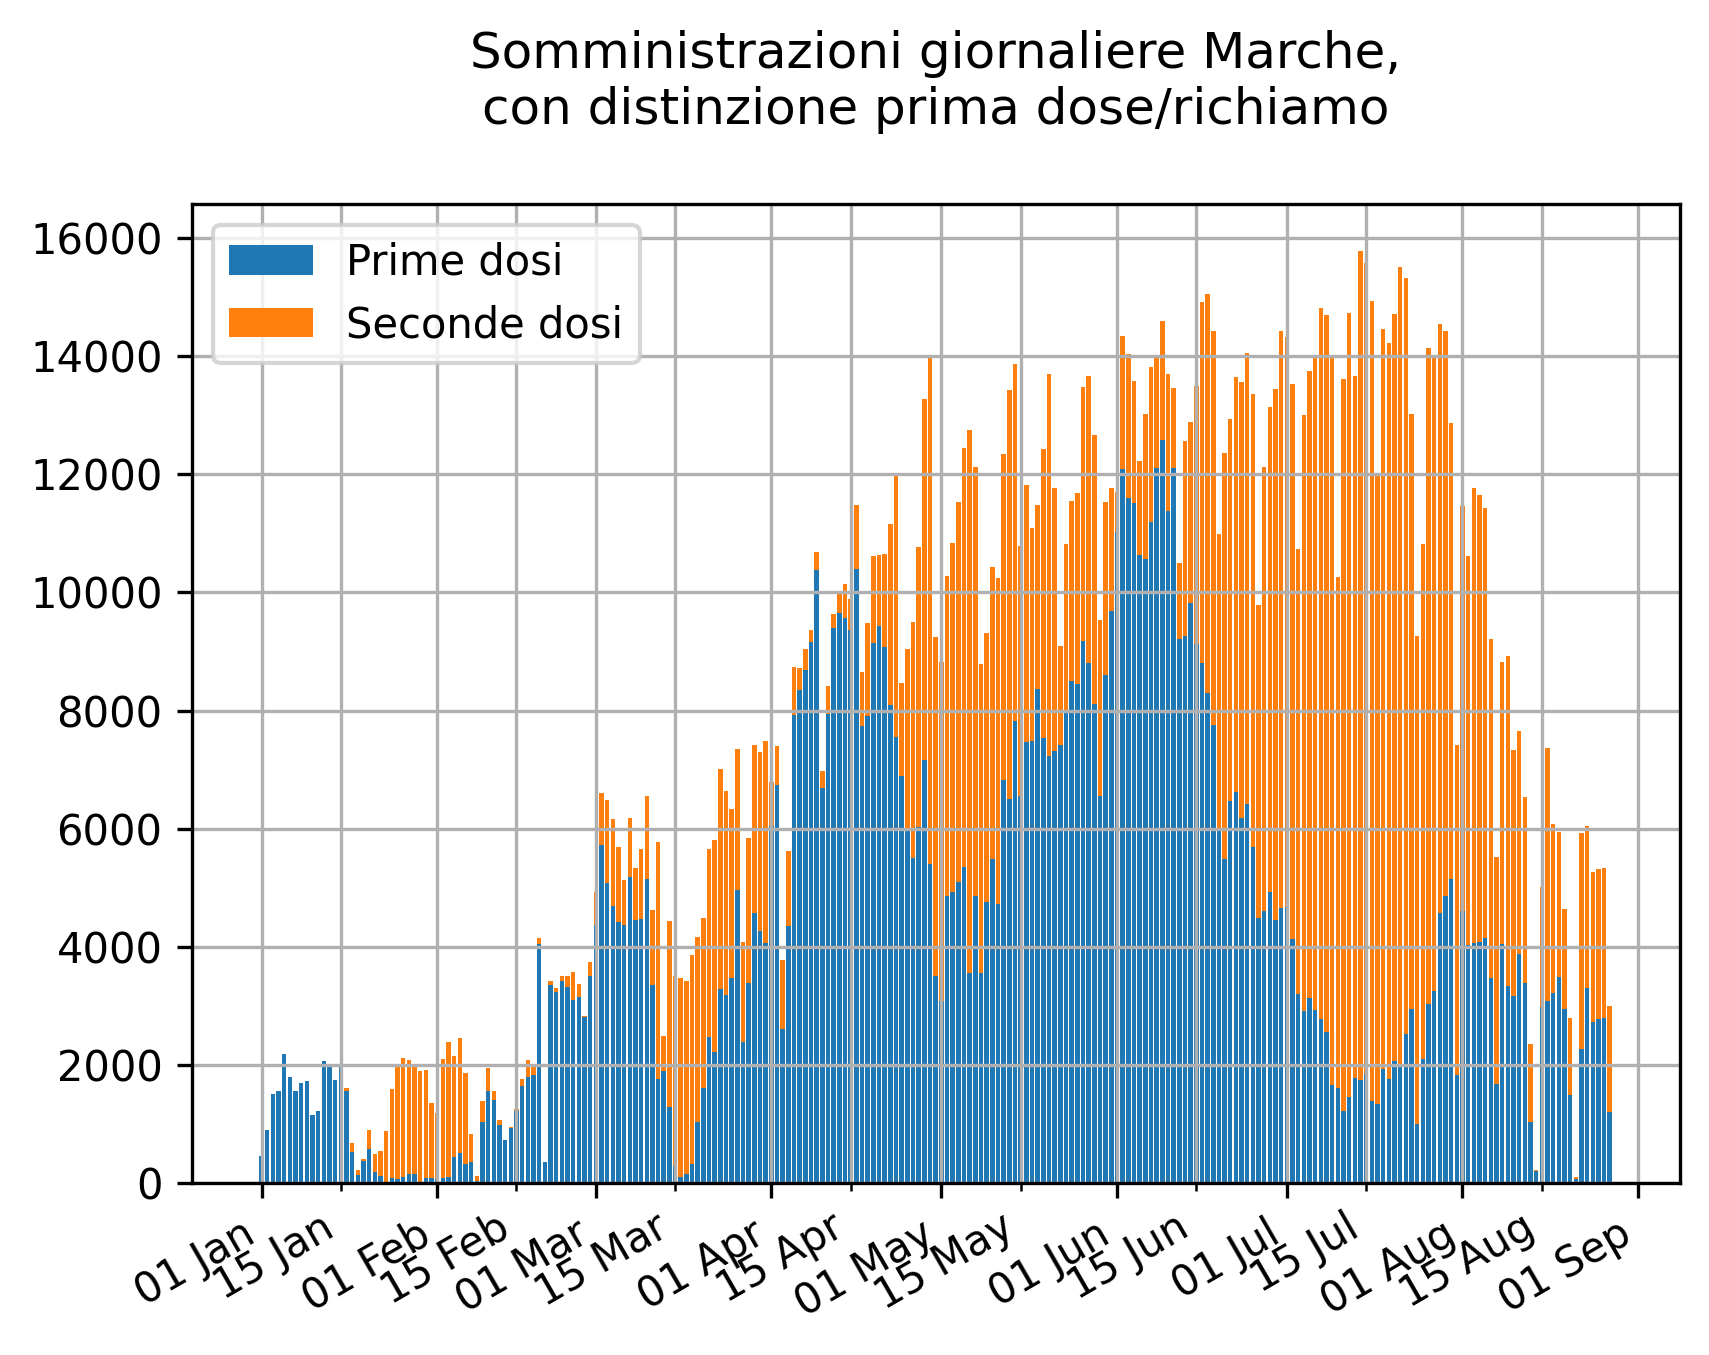 Somministrazioni giornaliere Marche,
con distinzione prima dose/richiamo
Prime dosi
Seconde dosi
16000
14000
12000
10000
8000
6000
4000
2000
0
01 Jan
15 Jan
01 Feb
15 Feb
01 Mar
15 Mar
01 Apr
15 Apr
01 May
15 May
01 Jun
15 Jun
01 Jul
15 Jul
01 Aug
15 Aug
01 Sep